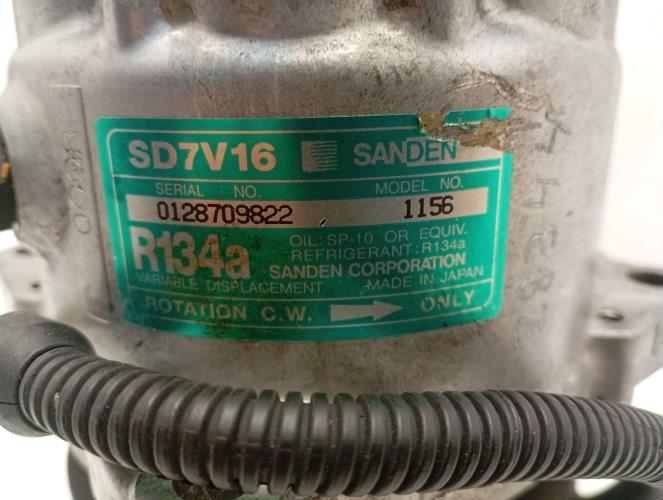 SD7V16 SANDEN
SERIAL NO. MODEL NO.
0128709822 1156
R134a OIL: SP-10 OR EQUIV.
REFRIGERANT: R134a
SANDEN CORPORATION
VARIABLE DISPLACEMENT MADE IN JAPAN
ROTATION C.W. ONLY